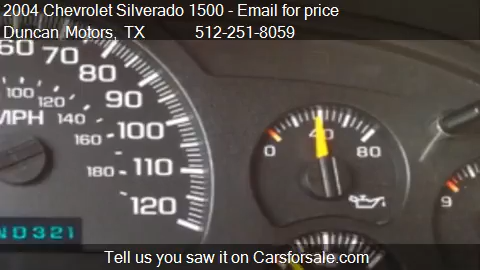 2004 Chevrolet Silverado 1500 - Email for price
Duncan Motors, TX 512-251-8059
60 70 80 90 100 110 120
100 120 140 160 180
MPH
0 40 80
9
ND321
Tell us you saw it on Carsforsale.com